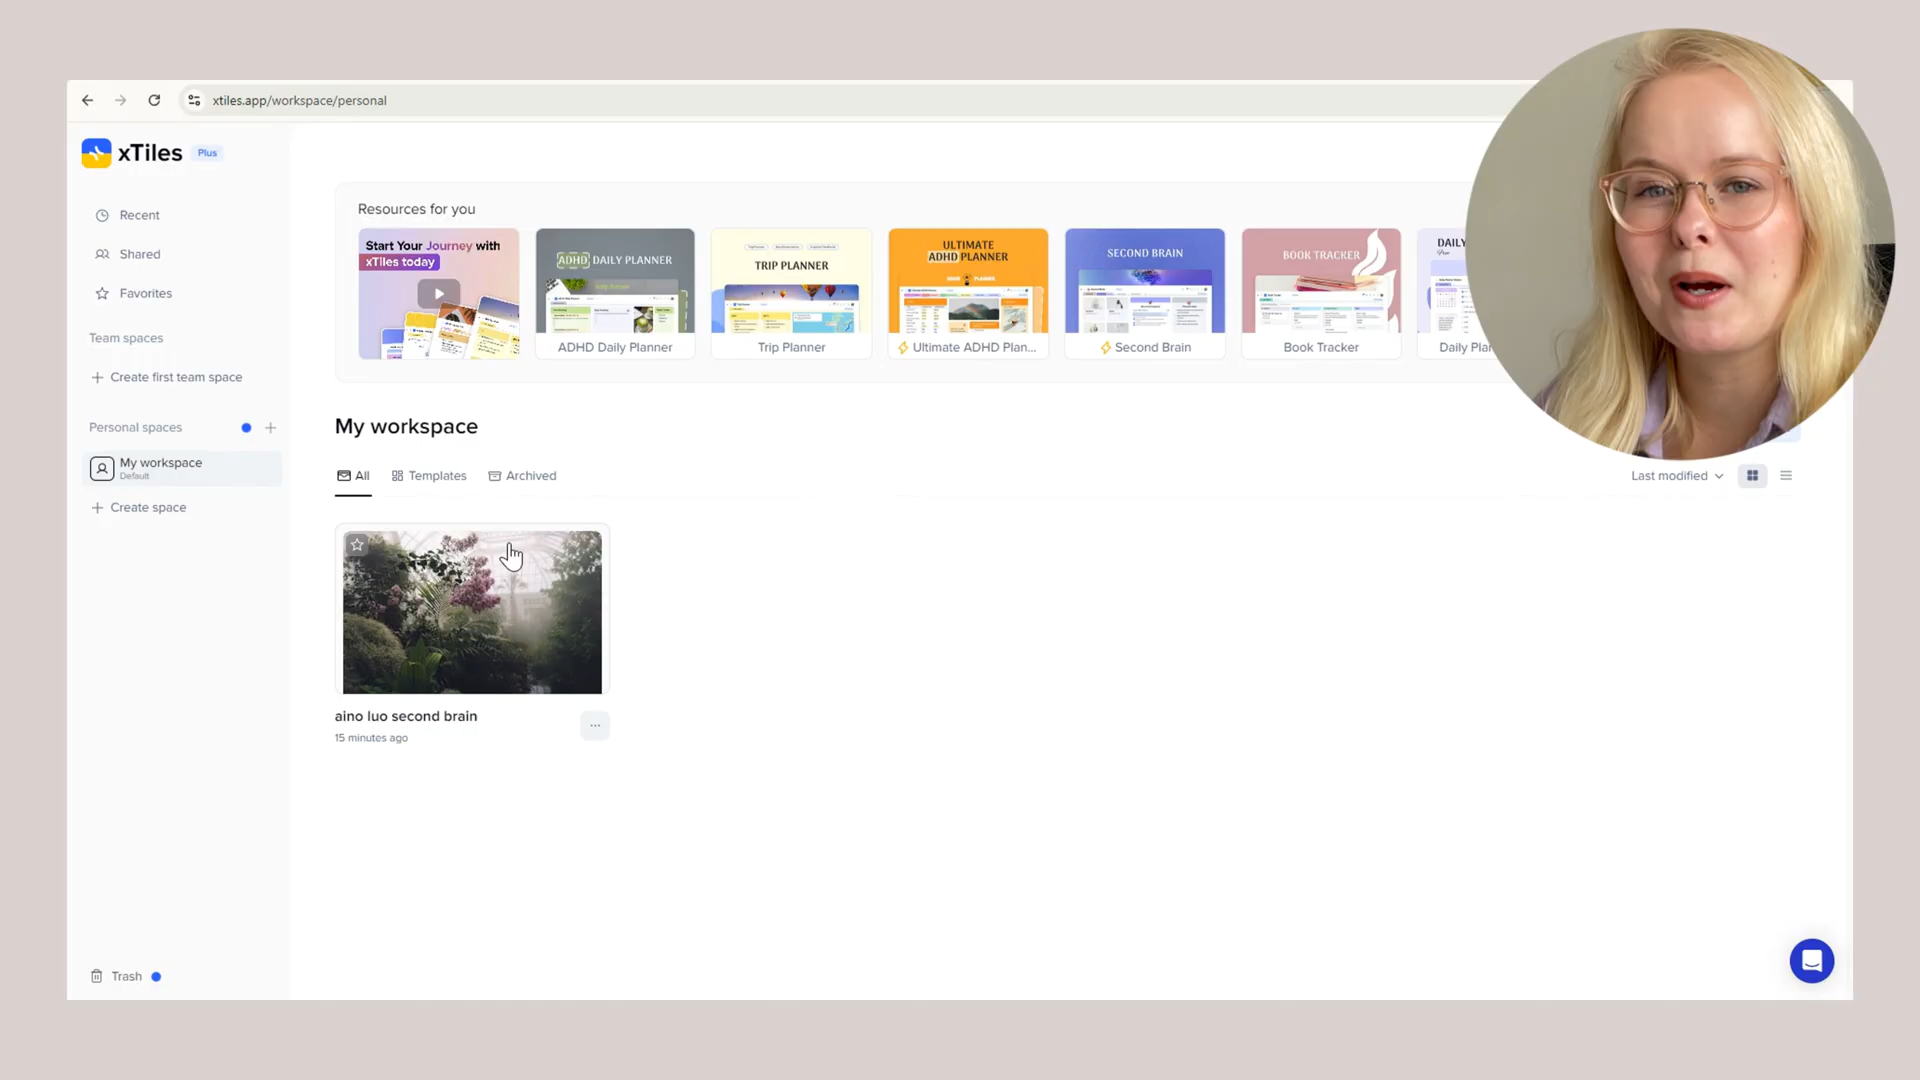 xtiles.app/workspace/personal
xTiles Plus
Recent
Shared
Favorites
Team spaces
Create first team space
Personal spaces
My workspace
Default
Create space
Trash
Resources for you
Start Your Journey with
xTiles today
ADHD DAILY PLANNER
ADHD Daily Planner
TRIP PLANNER
Trip Planner
ULTIMATE
ADHD PLANNER
Ultimate ADHD Plan...
SECOND BRAIN
Second Brain
BOOK TRACKER
Book Tracker
DAILY
Daily Plan
My workspace
All
Templates
Archived
Last modified
aino luo second brain
15 minutes ago